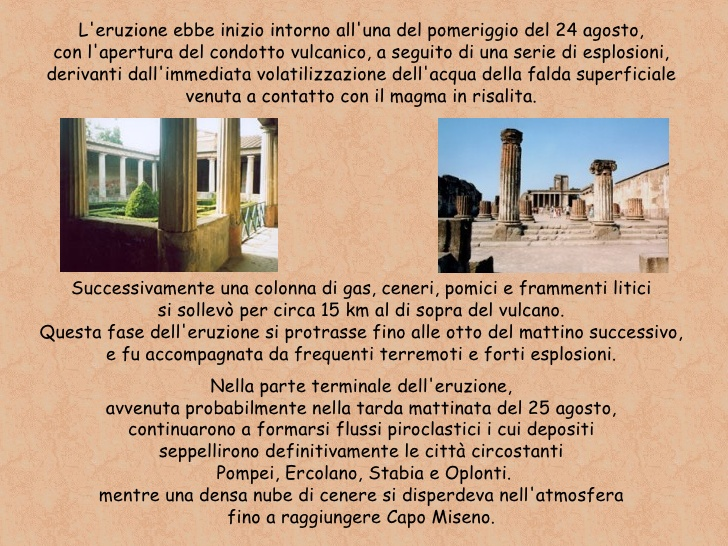 L'eruzione ebbe inizio intorno all'una del pomeriggio del 24 agosto,
con l'apertura del condotto vulcanico, a seguito di una serie di esplosioni,
derivanti dall'immediata volatilizzazione dell'acqua della falda superficiale
venuta a contatto con il magma in risalita.
Successivamente una colonna di gas, ceneri, pomici e frammenti litici
si sollevò per circa 15 km al di sopra del vulcano.
Questa fase dell'eruzione si protrasse fino alle otto del mattino successivo,
e fu accompagnata da frequenti terremoti e forti esplosioni.
Nella parte terminale dell'eruzione,
avvenuta probabilmente nella tarda mattinata del 25 agosto,
continuarono a formarsi flussi piroclastici i cui depositi
seppellirono definitivamente le città circostanti
Pompei, Ercolano, Stabia e Oplonti.
mentre una densa nube di cenere si disperdeva nell'atmosfera
fino a raggiungere Capo Miseno.